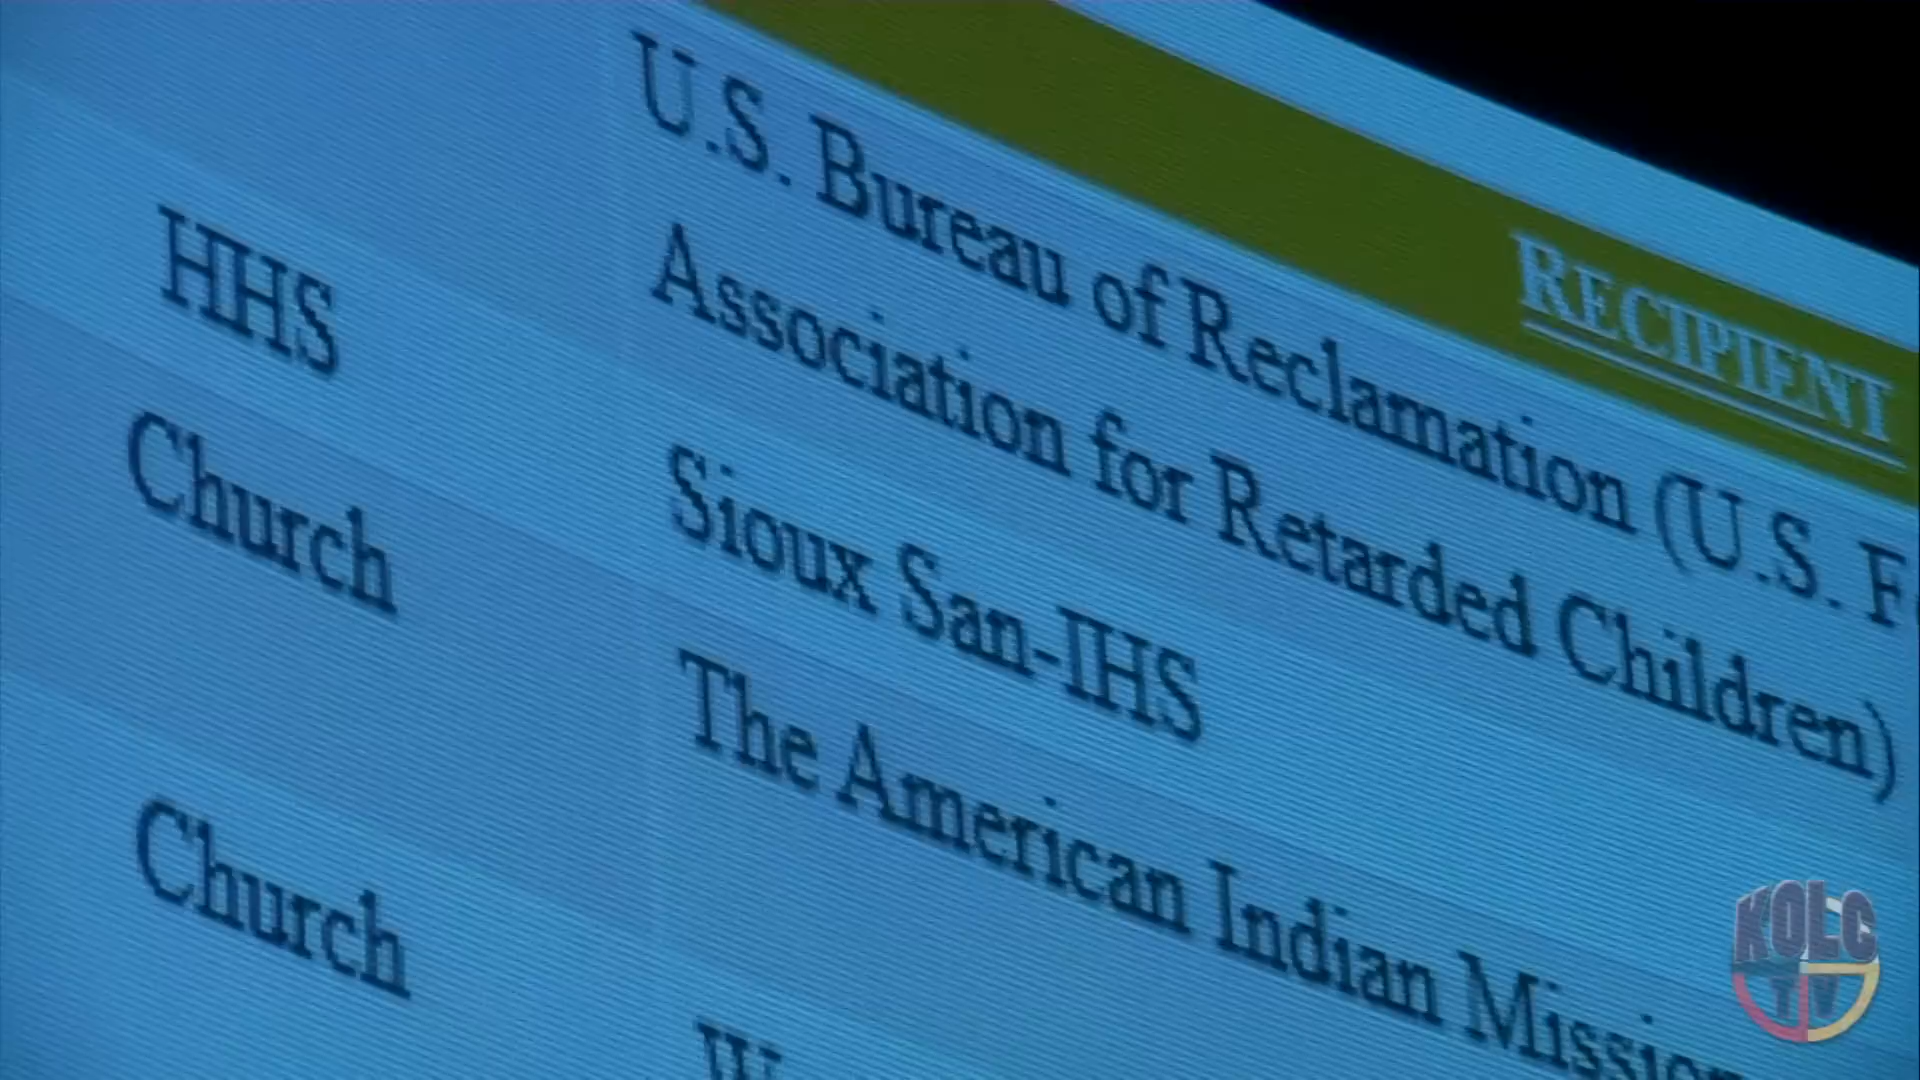 RECIPIENT
U.S. Bureau of Reclamation (U.S.
Association for Retarded Children)
HHS Sioux San-IHS
Church The American Indian
Church
KOLC
TV